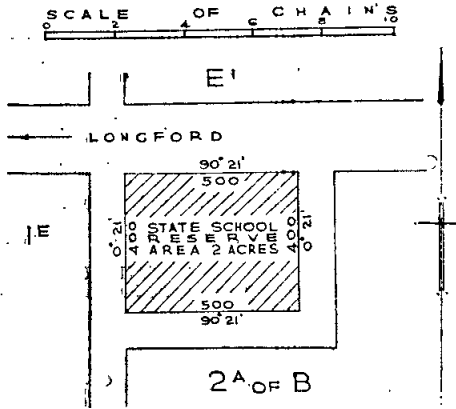 SCALE OF CHAINS
0 2 4 6 8 10
E¹
LONGFORD
90° 21'
500
0° 21'
400
STATE SCHOOL
RESERVE
AREA 2 ACRES
400
0° 21'
1E
500
90° 21'
2A OF B